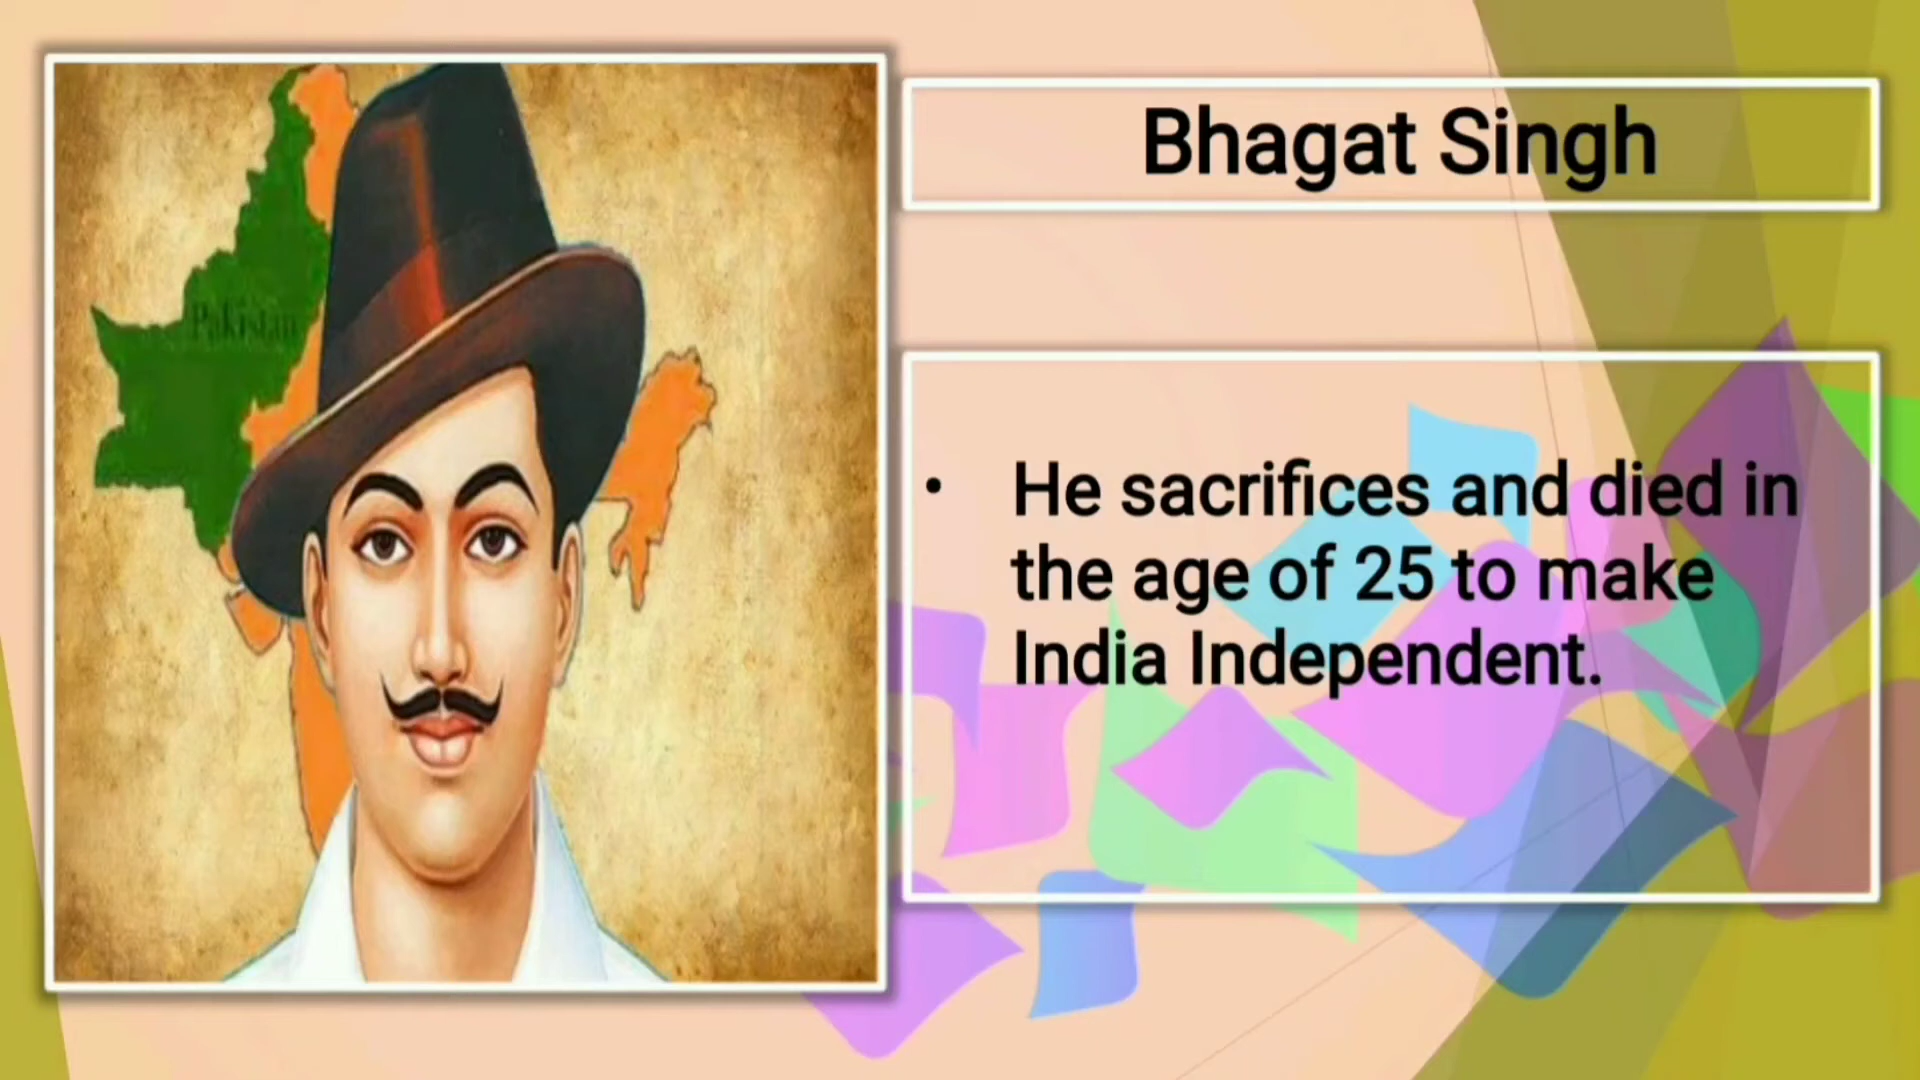 Pakistan
Bhagat Singh
• He sacrifices and died in
the age of 25 to make
India Independent.